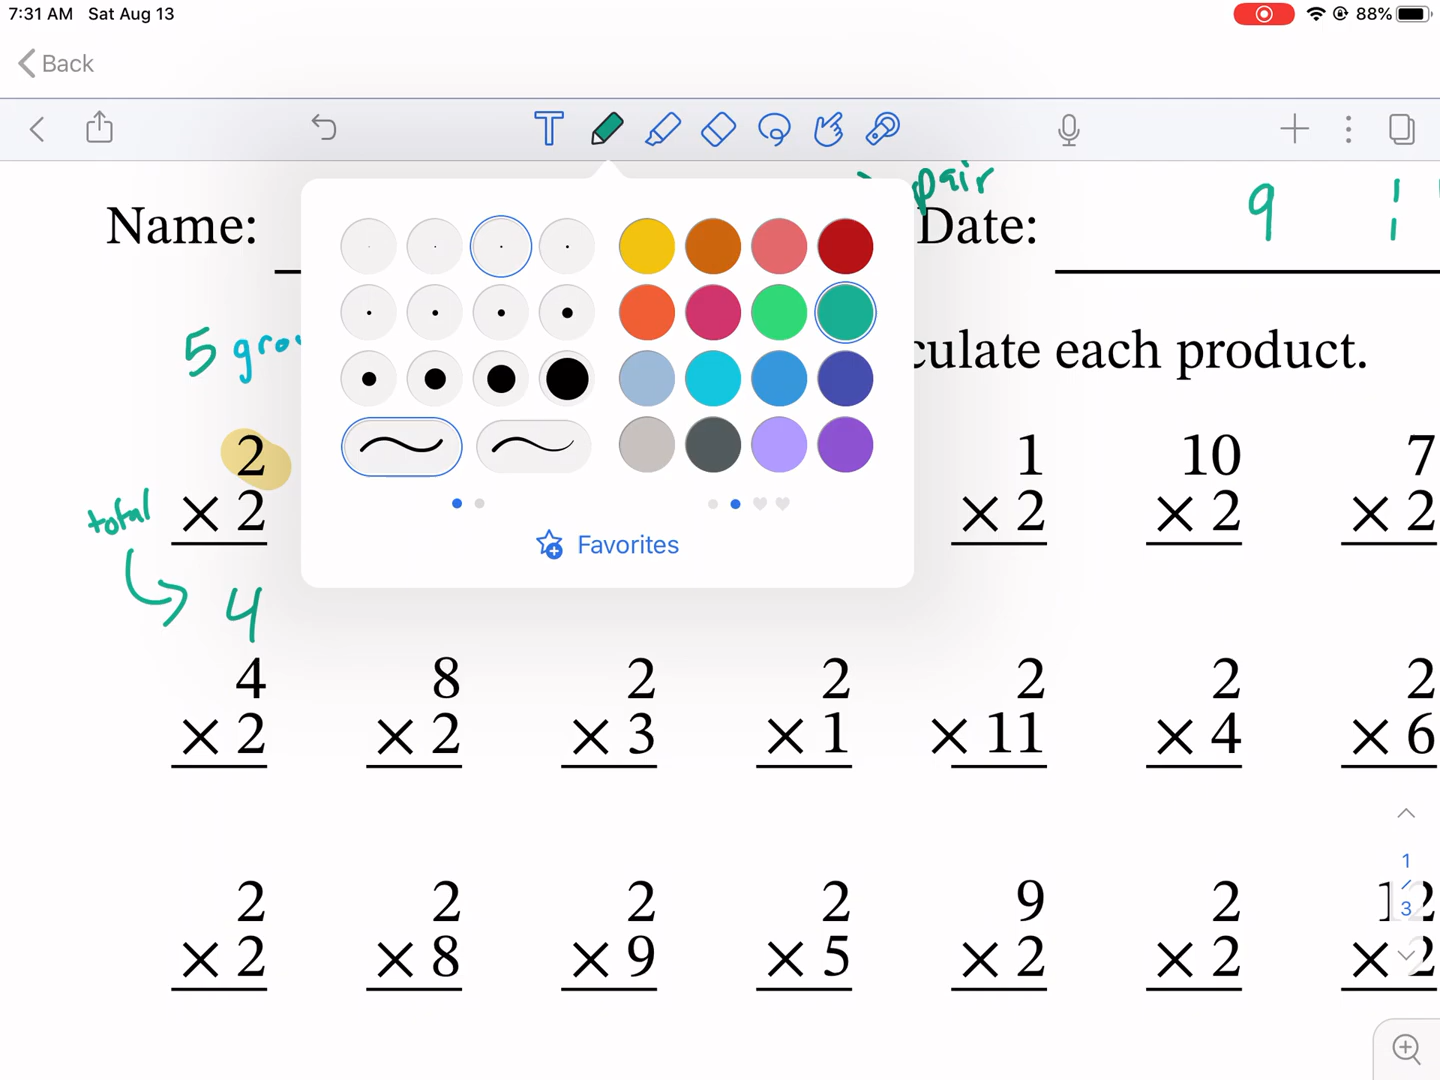 7:31 AM Sat Aug 13 88%
Back
T
pair
Name: Date: 9
5 culate each product.
2 1 10 7
× 2 × 2 × 2 × 2
total
4
Favorites
4 8 2 2 2 2 2
× 2 × 2 × 3 × 1 × 11 × 4 × 6
1
3
2 2 2 2 9 2 12
× 2 × 8 × 9 × 5 × 2 × 2 × 2